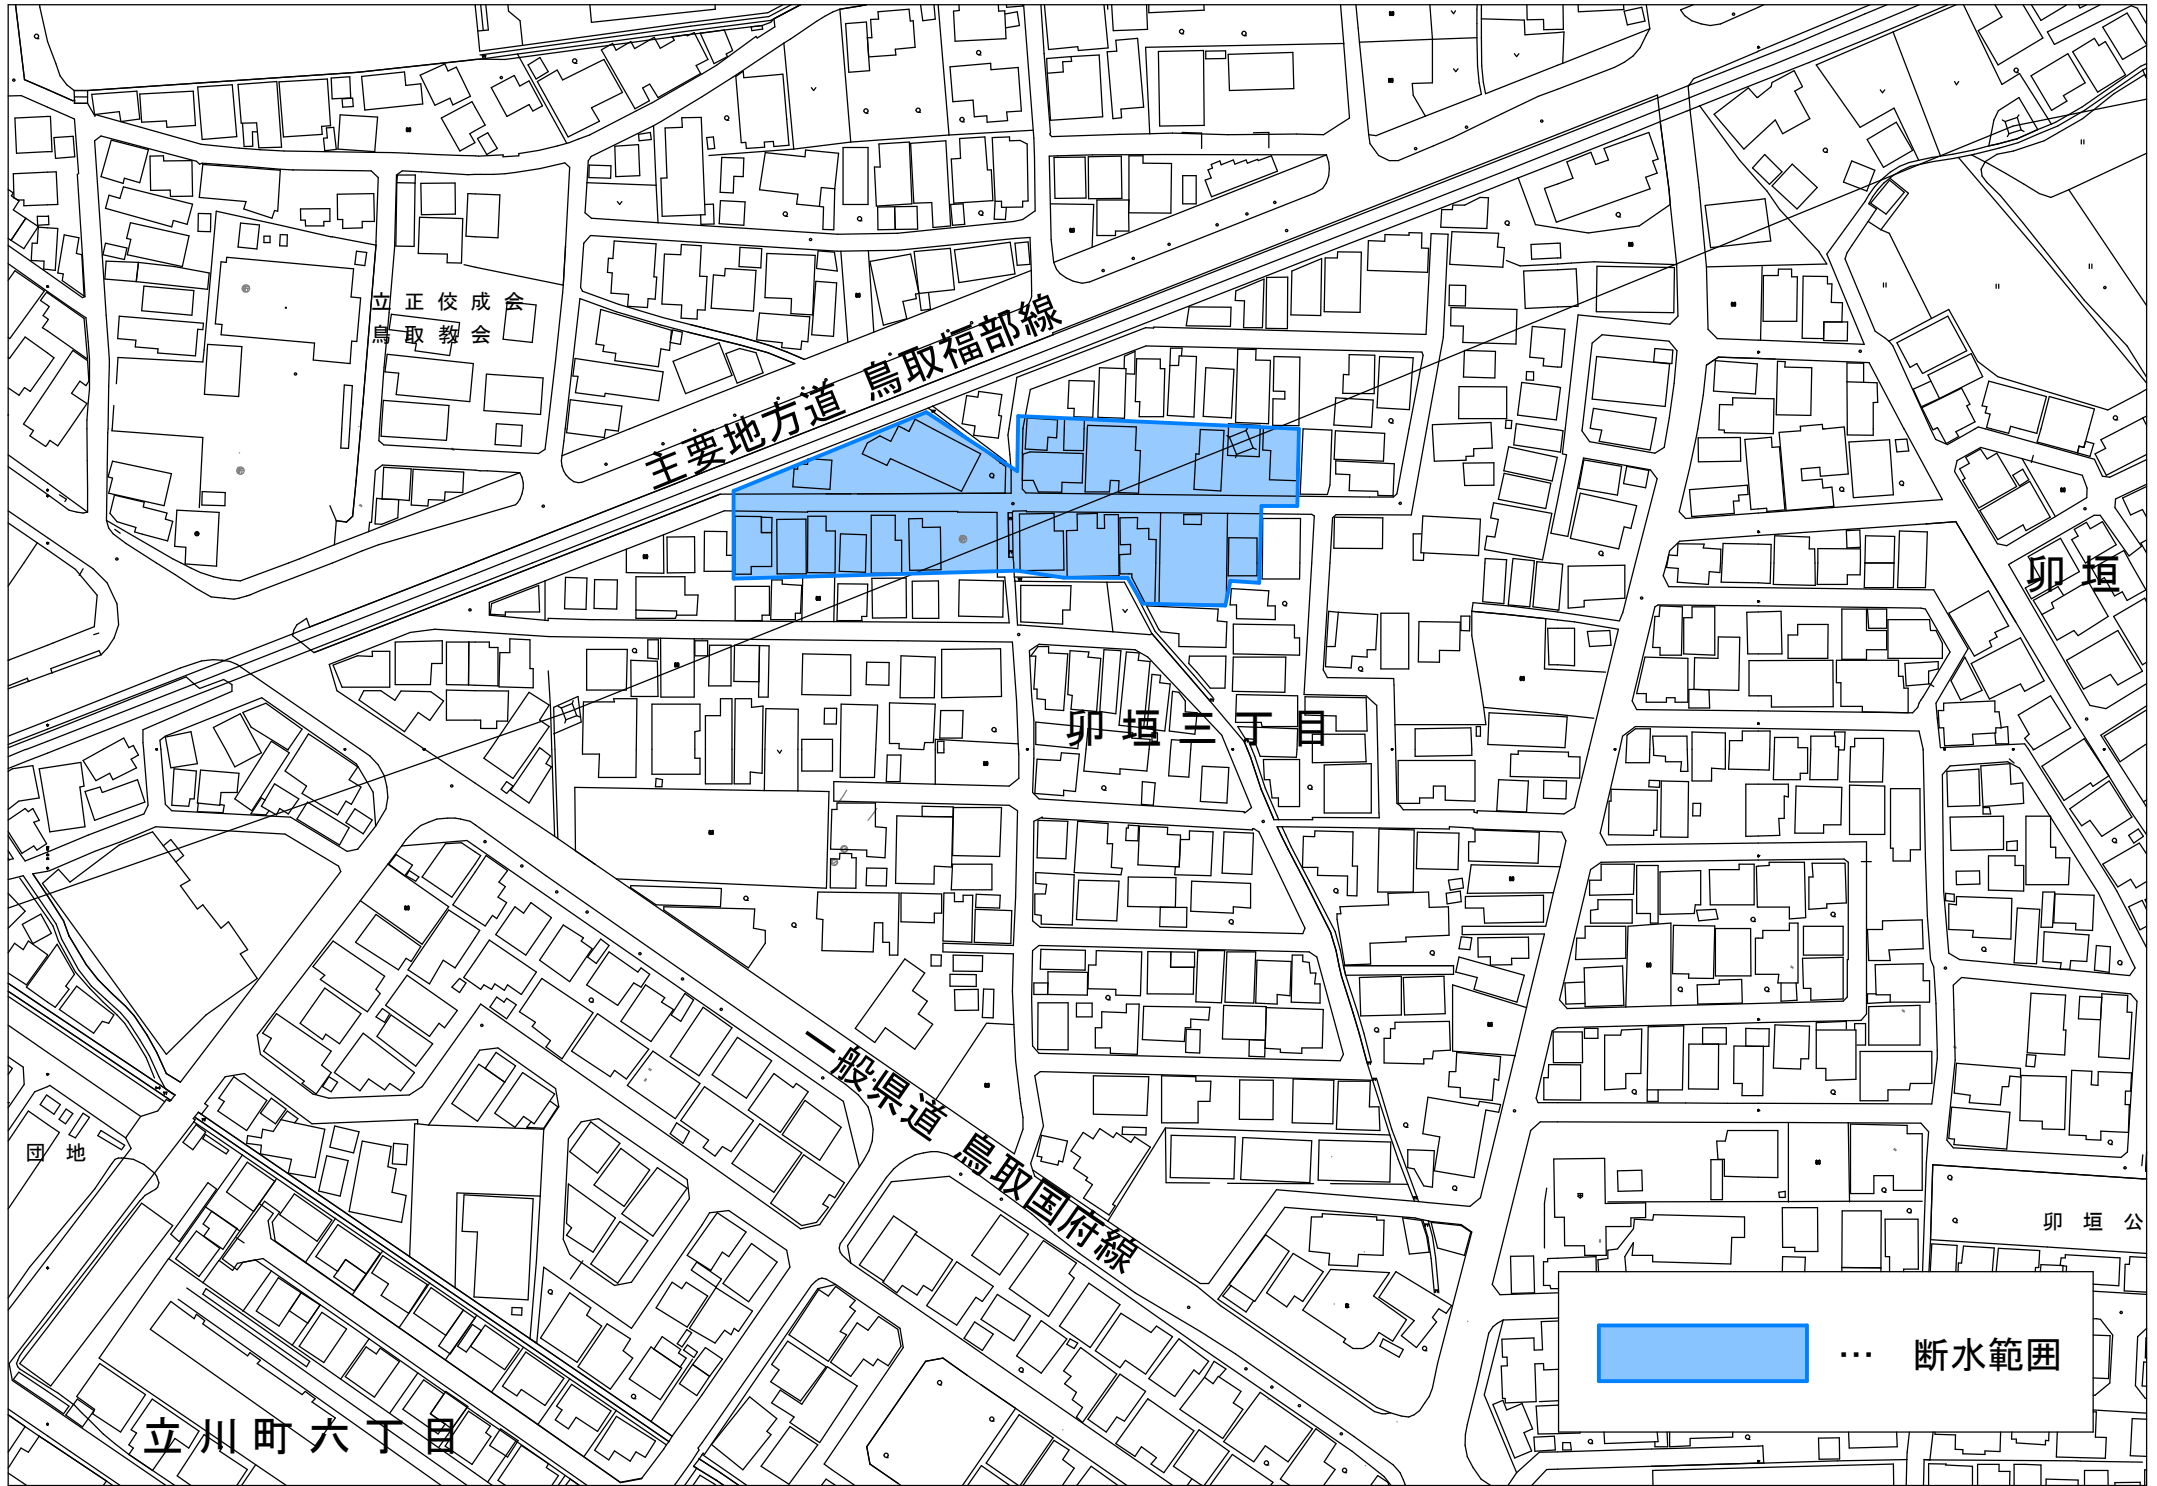 立正佼成会
鳥取教会
主要地方道 鳥取福部線
卯垣
卯垣三丁目
一般県道 鳥取国府線
団地
卯垣公
… 断水範囲
立川町六丁目